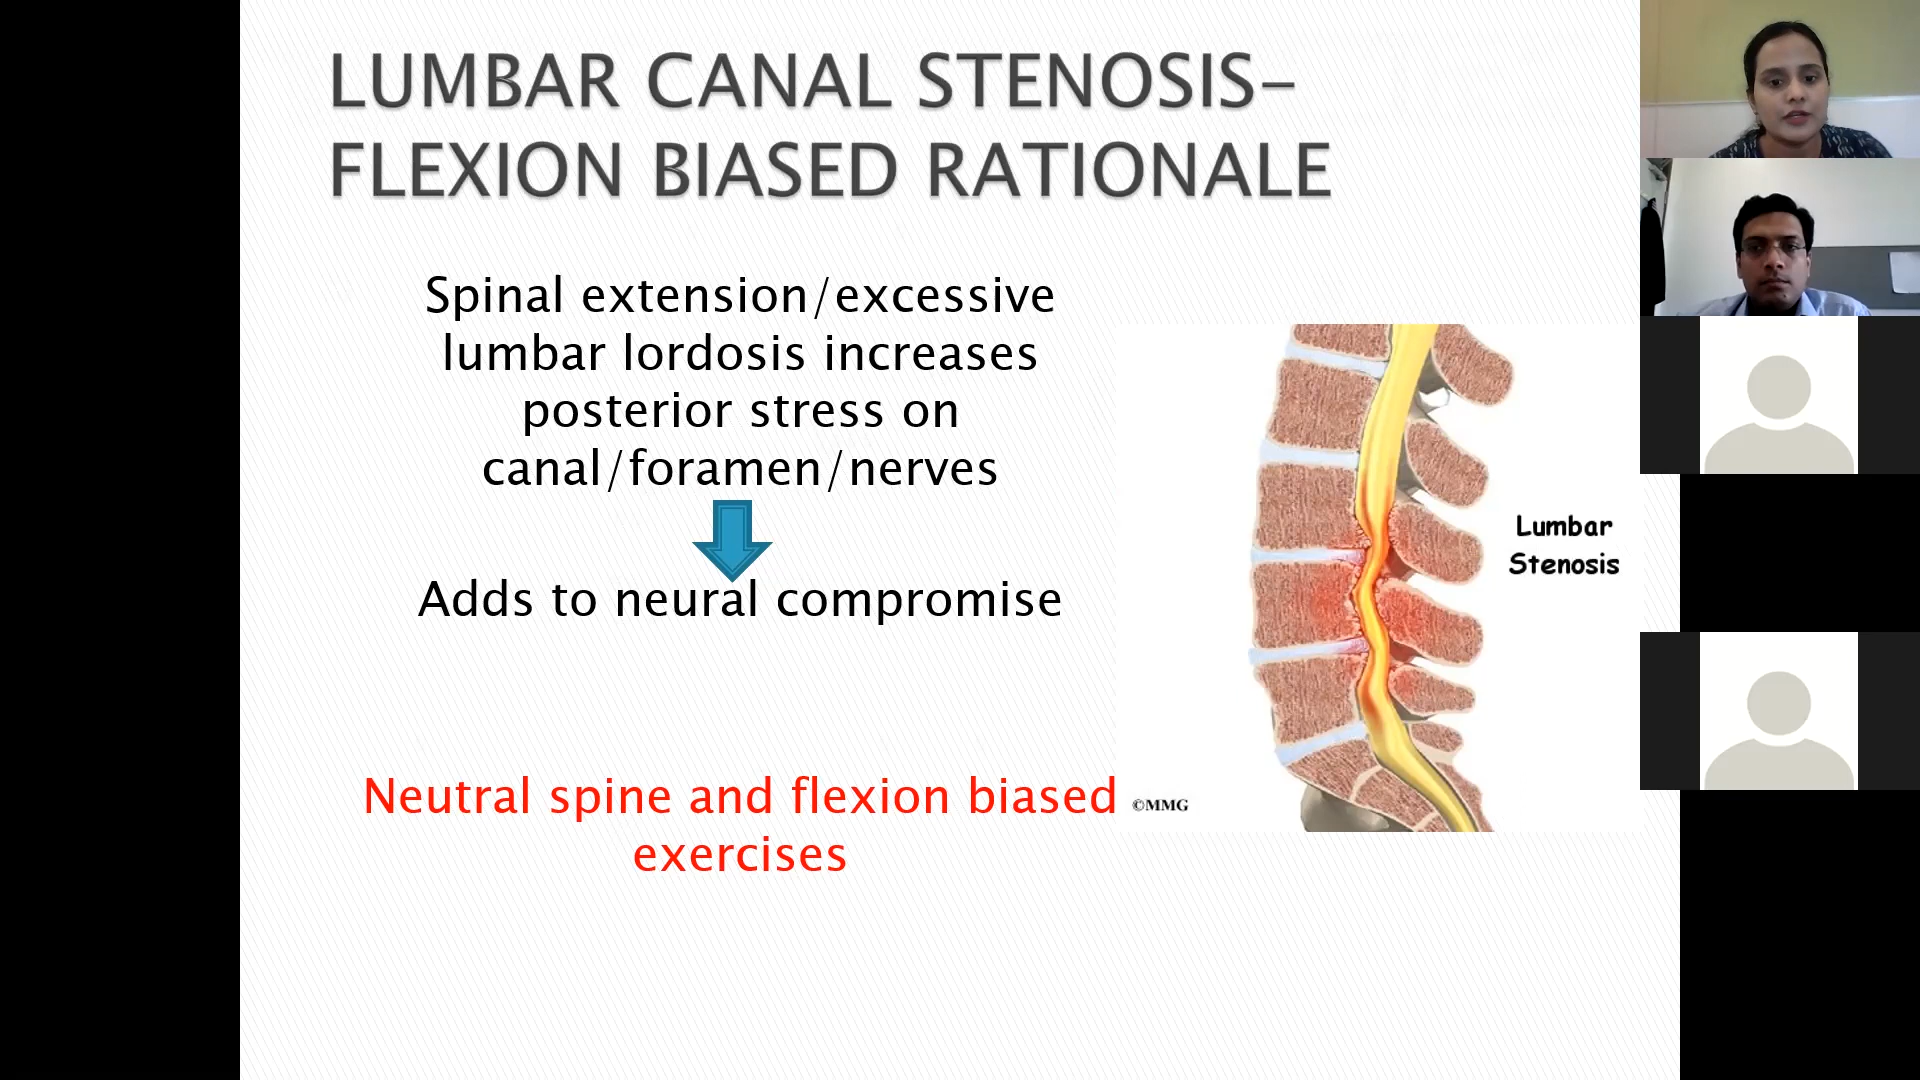 LUMBAR CANAL STENOSIS-
FLEXION BIASED RATIONALE
Spinal extension/excessive
lumbar lordosis increases
posterior stress on
canal/foramen/nerves
Adds to neural compromise
Neutral spine and flexion biased
exercises
Lumbar
Stenosis
©MMG